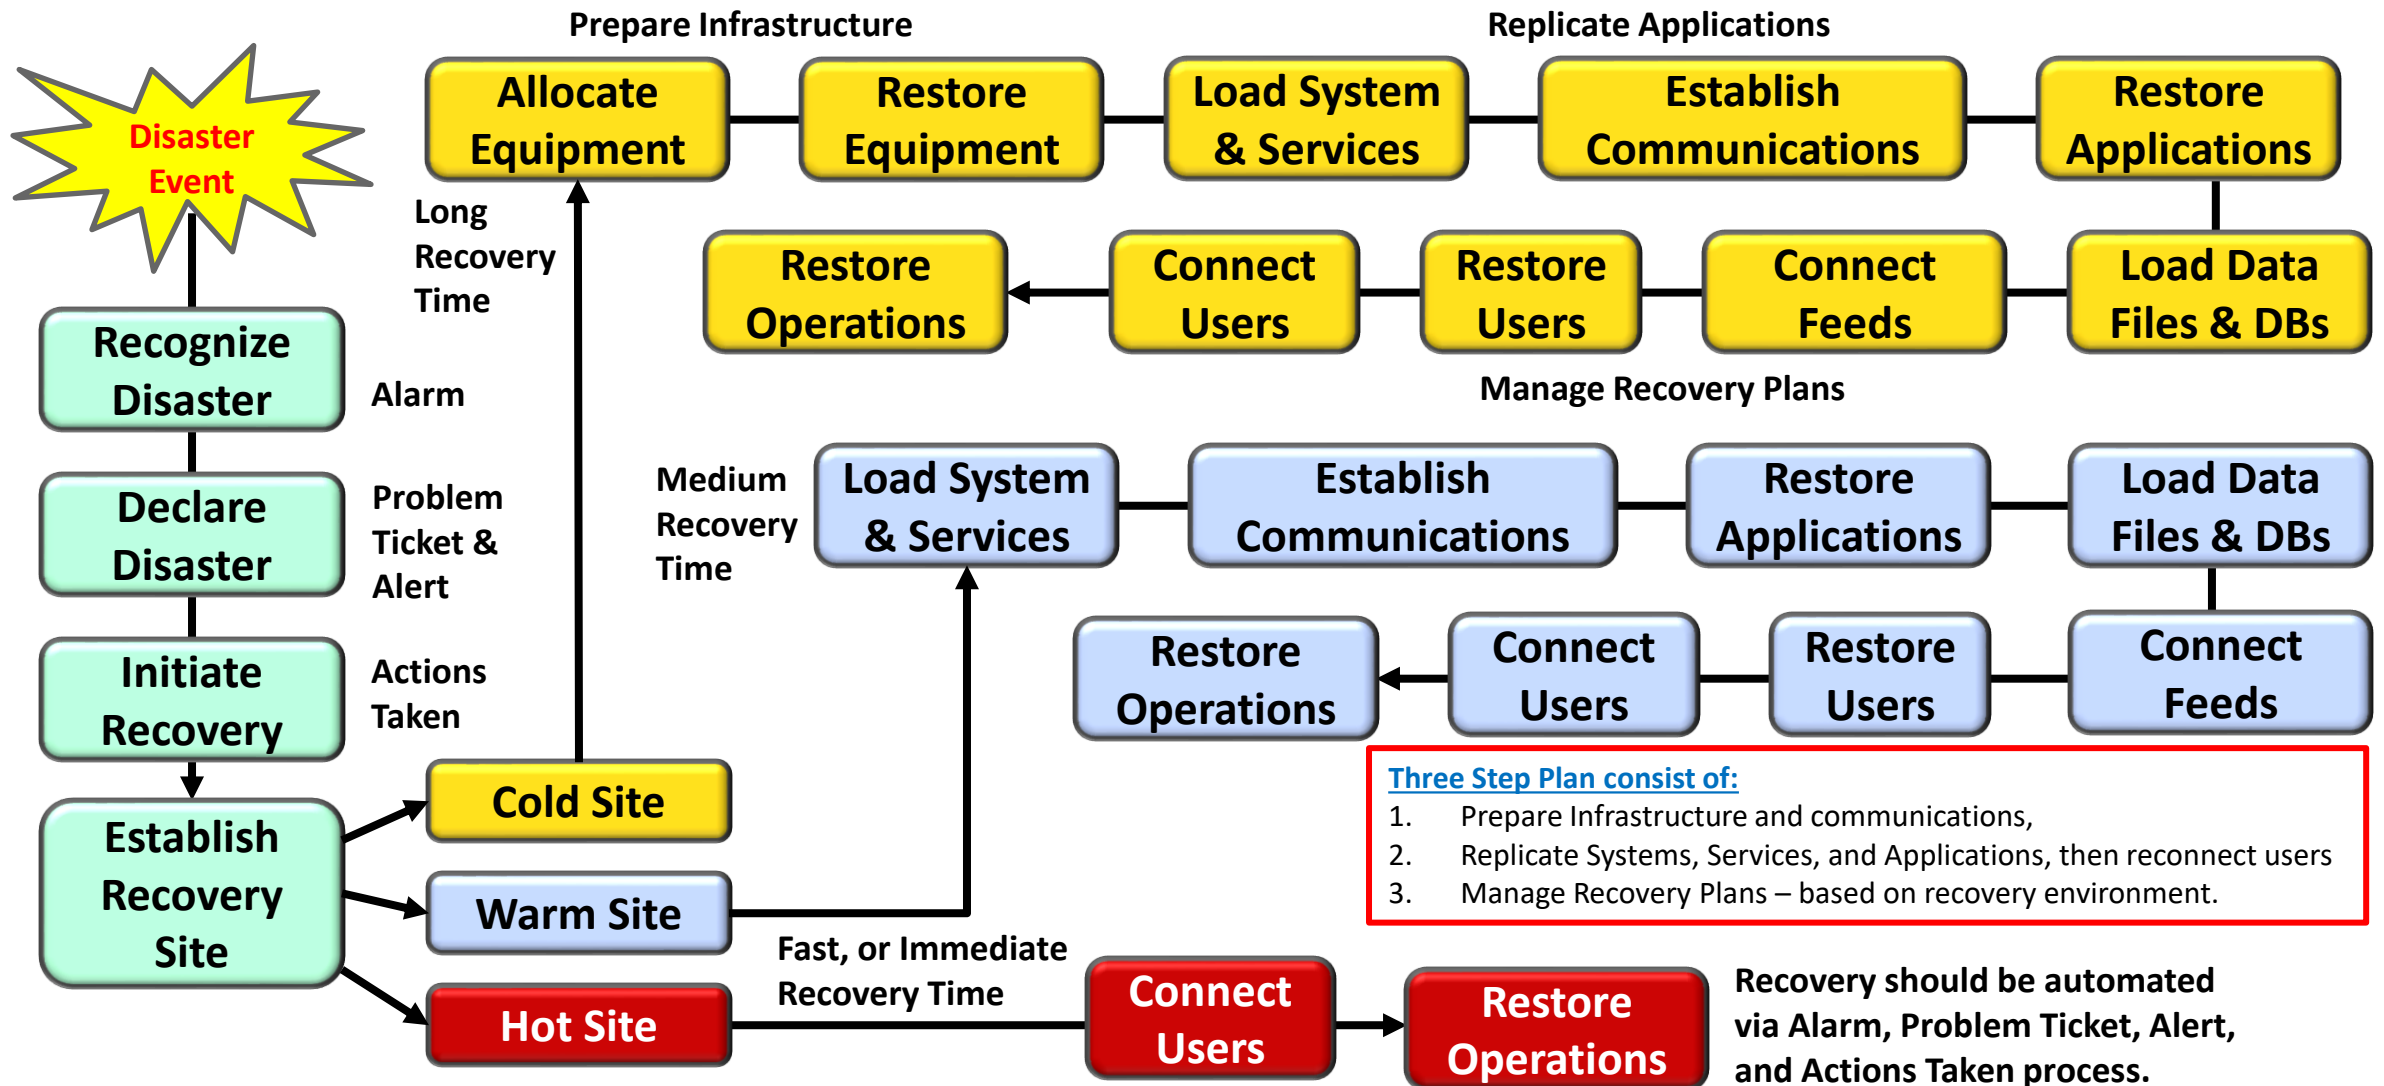 Prepare Infrastructure
Replicate Applications
Disaster
Event
Allocate
Equipment
Restore
Equipment
Load System
& Services
Establish
Communications
Restore
Applications
Long
Recovery
Time
Restore
Operations
Connect
Users
Restore
Users
Connect
Feeds
Load Data
Files & DBs
Manage Recovery Plans
Recognize
Disaster
Alarm
Declare
Disaster
Problem
Ticket &
Alert
Initiate
Recovery
Actions
Taken
Establish
Recovery
Site
Medium
Recovery
Time
Load System
& Services
Establish
Communications
Restore
Applications
Load Data
Files & DBs
Restore
Operations
Connect
Users
Restore
Users
Connect
Feeds
Cold Site
Warm Site
Hot Site
Three Step Plan consist of:
1. Prepare Infrastructure and communications,
2. Replicate Systems, Services, and Applications, then reconnect users
3. Manage Recovery Plans – based on recovery environment.
Fast, or Immediate
Recovery Time
Connect
Users
Restore
Operations
Recovery should be automated
via Alarm, Problem Ticket, Alert,
and Actions Taken process.